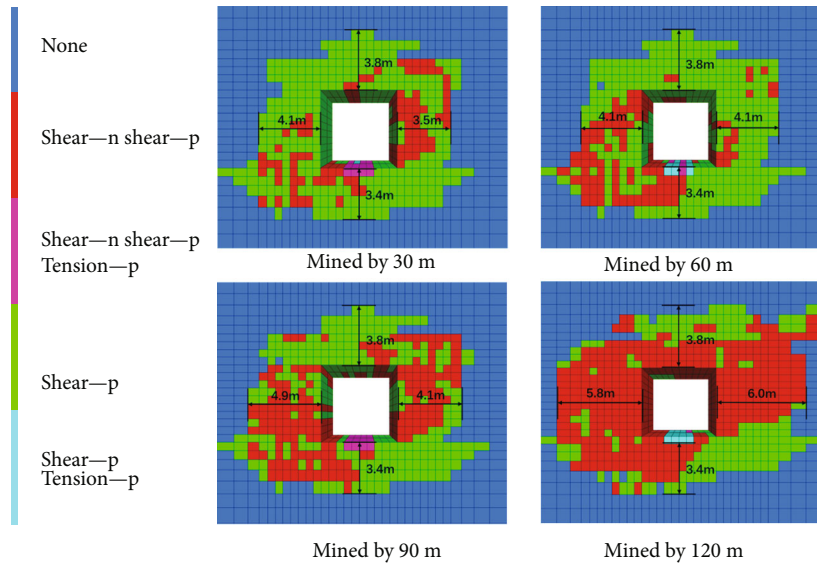 None
Shear—n shear—p
Shear—n shear—p
Tension—p
Shear—p
Shear—p
Tension—p
3.8m
4.1m
3.5m
3.4m
Mined by 30 m
3.8m
4.1m
4.1m
3.4m
Mined by 60 m
3.8m
4.9m
4.1m
3.4m
Mined by 90 m
3.8m
5.8m
6.0m
3.4m
Mined by 120 m